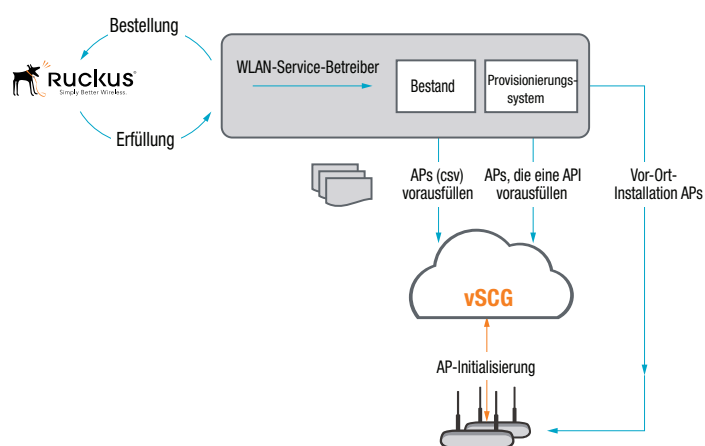 Bestellung
Ruckus
Simply Better Wireless.
Erfüllung
WLAN-Service-Betreiber
Bestand
Provisionierungs-
system
APs (csv)
vorausfüllen
APs, die eine API
vorausfüllen
Vor-Ort-
Installation APs
vSCG
AP-Initialisierung